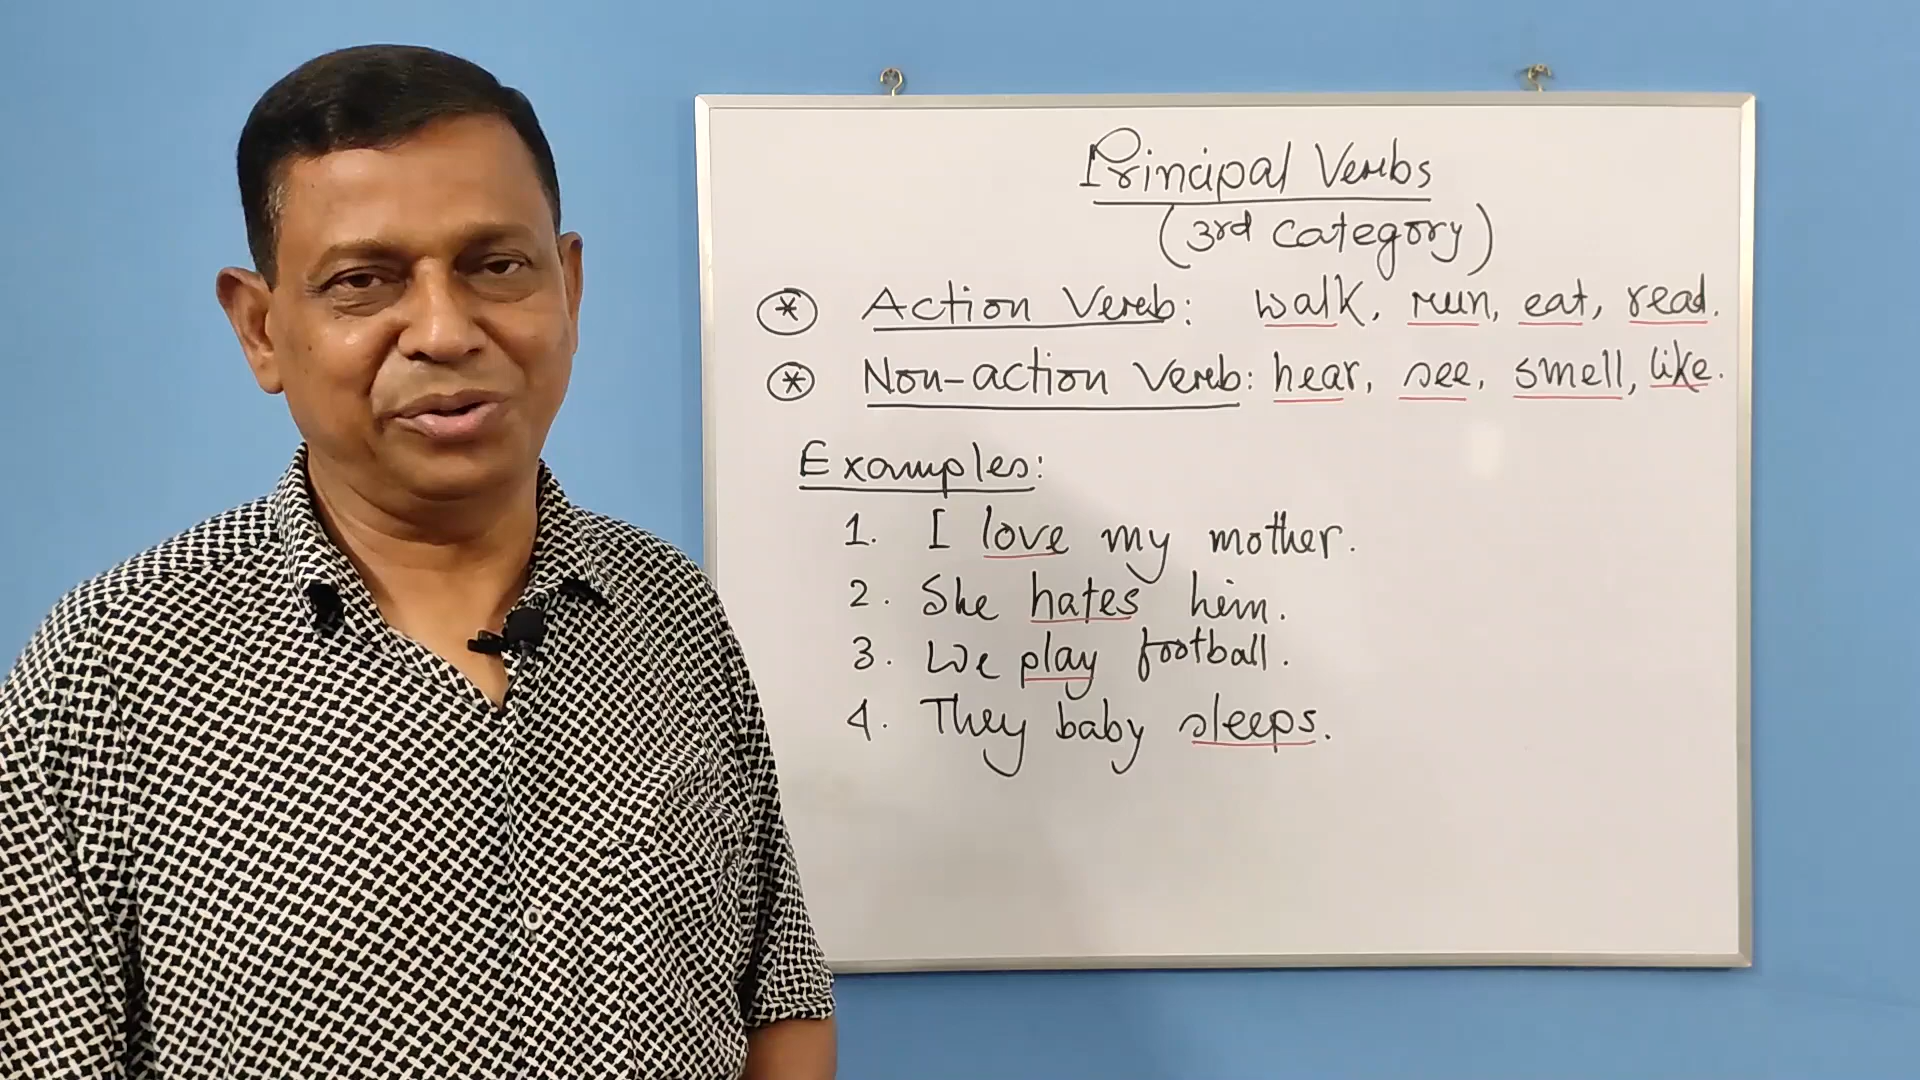 Principal Verbs
(3rd category)
* Action Verb: walk, run, eat, read.
* Non-action Verb: hear, see, smell, like.
Examples:
1. I love my mother.
2. She hates him.
3. We play football.
4. They baby sleeps.